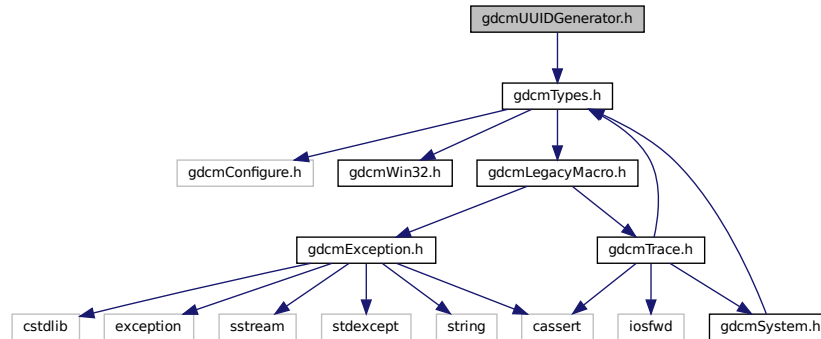 gdcmUUIDGenerator.h
gdcmTypes.h
gdcmConfigure.h
gdcmWin32.h
gdcmLegacyMacro.h
gdcmException.h
gdcmTrace.h
cstdlib
exception
sstream
stdexcept
string
cassert
iosfwd
gdcmSystem.h